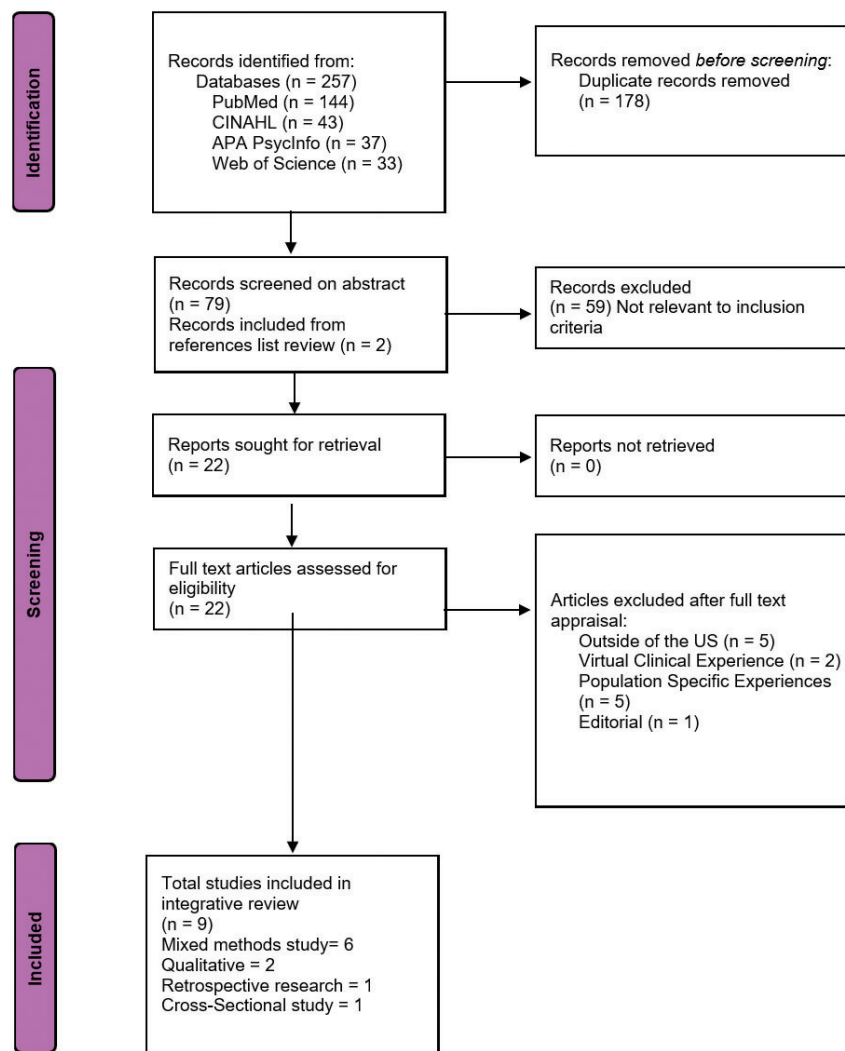 Identification
Records identified from:
Databases (n = 257)
PubMed (n = 144)
CINAHL (n = 43)
APA PsycInfo (n = 37)
Web of Science (n = 33)
Records removed before screening:
Duplicate records removed
(n = 178)
Screening
Records screened on abstract
(n = 79)
Records included from
references list review (n = 2)
Records excluded
(n = 59) Not relevant to inclusion
criteria
Reports sought for retrieval
(n = 22)
Reports not retrieved
(n = 0)
Full text articles assessed for
eligibility
(n = 22)
Articles excluded after full text
appraisal:
Outside of the US (n = 5)
Virtual Clinical Experience (n = 2)
Population Specific Experiences
(n = 5)
Editorial (n = 1)
Included
Total studies included in
integrative review
(n = 9)
Mixed methods study= 6
Qualitative = 2
Retrospective research = 1
Cross-Sectional study = 1